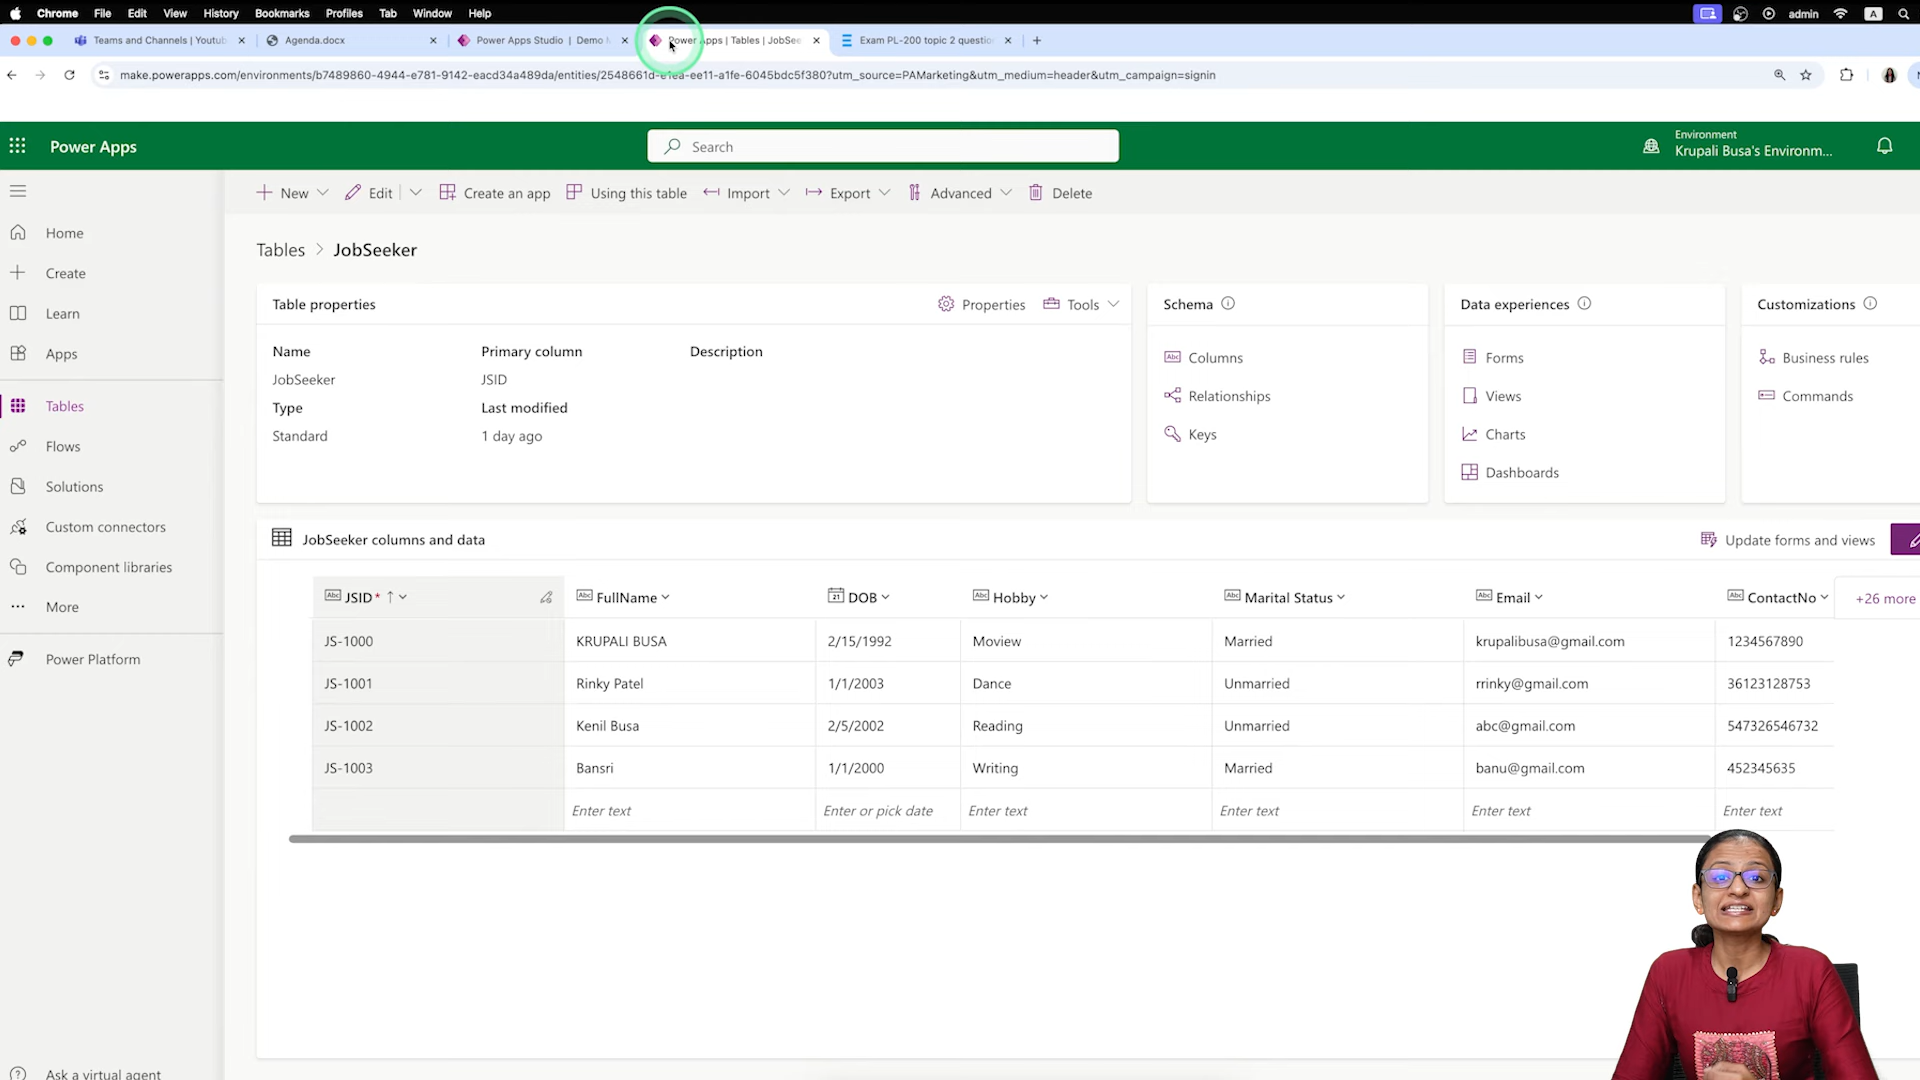 Chrome File Edit View History Bookmarks Profiles Tab Window Help admin A
Teams and Channels | Youtub Agenda.docx Power Apps Studio | Demo Power Apps | Tables | JobSee Exam PL-200 topic 2 questio
make.powerapps.com/environments/b7489860-4944-e781-9142-eacd34a489da/entities/2548661d-e1ea-ee11-a1fe-6045bdc5f380?utm_source=PAMarketing&utm_medium=header&utm_campaign=signin
Power Apps
Search
Environment
Krupali Busa's Environm...
New Edit Create an app Using this table Import Export Advanced Delete
Home
Create
Learn
Apps
Tables
Flows
Solutions
Custom connectors
Component libraries
More
Power Platform
Ask a virtual agent
Tables > JobSeeker
Table properties Properties Tools
Name Primary column Description
JobSeeker JSID
Type Last modified
Standard 1 day ago
Schema
Columns
Relationships
Keys
Data experiences
Forms
Views
Charts
Dashboards
Customizations
Business rules
Commands
JobSeeker columns and data Update forms and views
JSID * FullName DOB Hobby Marital Status Email ContactNo +26 more
JS-1000 KRUPALI BUSA 2/15/1992 Moview Married krupalibusa@gmail.com 1234567890
JS-1001 Rinky Patel 1/1/2003 Dance Unmarried rrinky@gmail.com 36123128753
JS-1002 Kenil Busa 2/5/2002 Reading Unmarried abc@gmail.com 547326546732
JS-1003 Bansri 1/1/2000 Writing Married banu@gmail.com 452345635
Enter text Enter or pick date Enter text Enter text Enter text Enter text